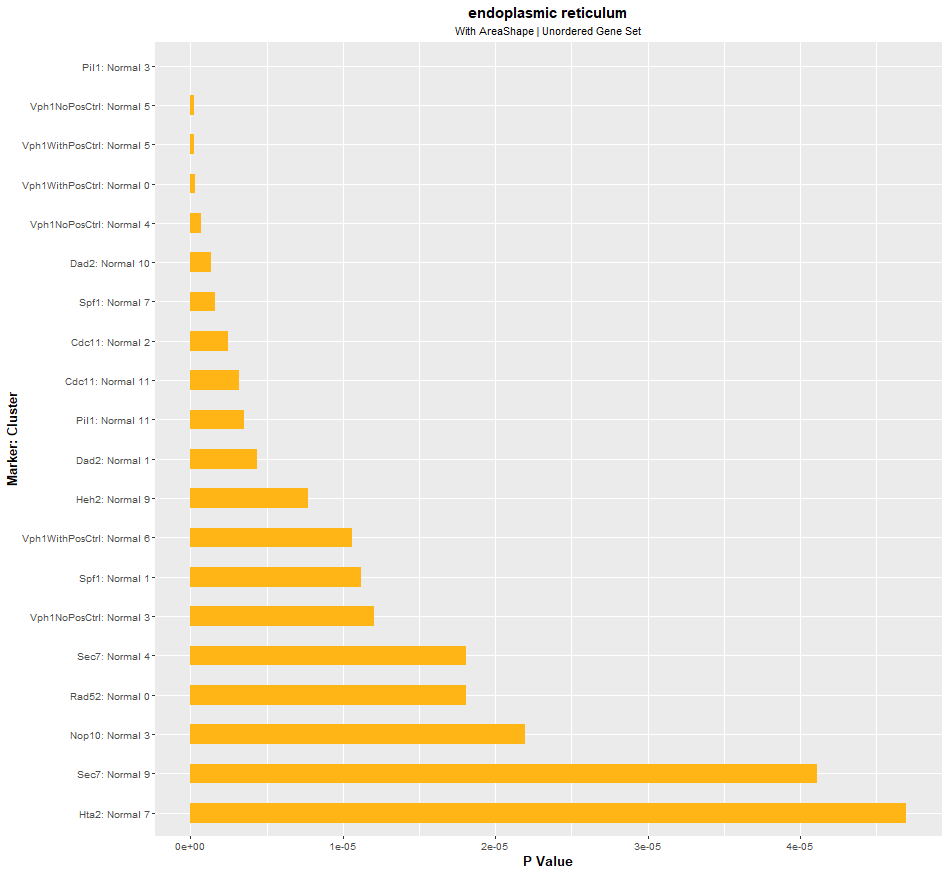 endoplasmic reticulum
With AreaShape | Unordered Gene Set
Marker: Cluster
Pil1: Normal 3
Vph1NoPosCtrl: Normal 5
Vph1WithPosCtrl: Normal 5
Vph1WithPosCtrl: Normal 0
Vph1NoPosCtrl: Normal 4
Dad2: Normal 10
Spf1: Normal 7
Cdc11: Normal 2
Cdc11: Normal 11
Pil1: Normal 11
Dad2: Normal 1
Heh2: Normal 9
Vph1WithPosCtrl: Normal 6
Spf1: Normal 1
Vph1NoPosCtrl: Normal 3
Sec7: Normal 4
Rad52: Normal 0
Nop10: Normal 3
Sec7: Normal 9
Hta2: Normal 7
0e+00 1e-05 2e-05 3e-05 4e-05
P Value